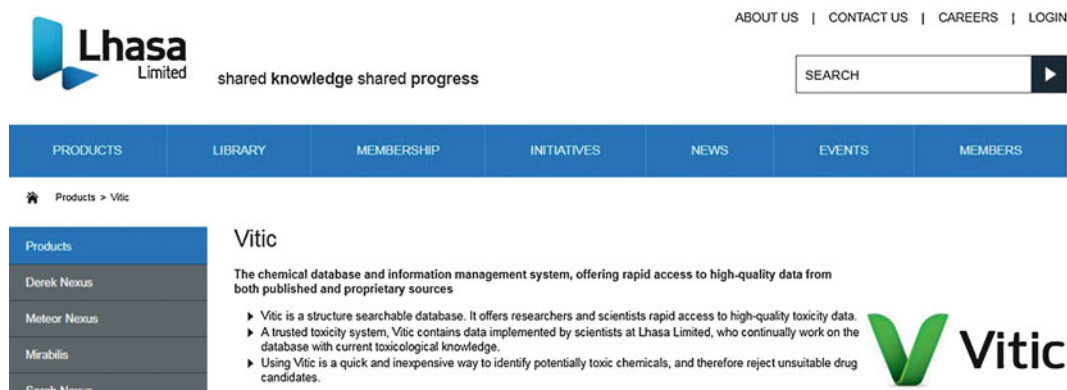 ABOUT US | CONTACT US | CAREERS | LOGIN
Lhasa
Limited
shared knowledge shared progress
SEARCH
PRODUCTS LIBRARY MEMBERSHIP INITIATIVES NEWS EVENTS MEMBERS
Products > Vitic
Products
Derek Nexus
Meteor Nexus
Mirabilis
Sarah Nexus
Vitic
The chemical database and information management system, offering rapid access to high-quality data from
both published and proprietary sources
Vitic is a structure searchable database. It offers researchers and scientists rapid access to high-quality toxicity data.
A trusted toxicity system, Vitic contains data implemented by scientists at Lhasa Limited, who continually work on the
database with current toxicological knowledge.
Using Vitic is a quick and inexpensive way to identify potentially toxic chemicals, and therefore reject unsuitable drug
candidates.
Vitic